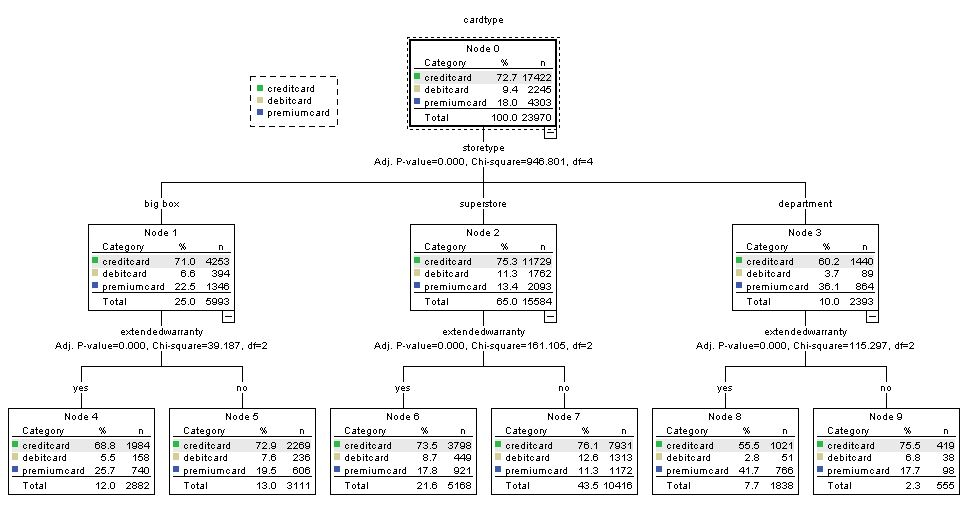 cardtype
Node 0
Category % n
creditcard 72.7 17422
debitcard 9.4 2245
premiumcard 18.0 4303
Total 100.0 23970
creditcard
debitcard
premiumcard
storetype
Adj. P-value=0.000, Chi-square=946.801, df=4
big box
superstore
department
Node 1
Category % n
creditcard 71.0 4253
debitcard 6.6 394
premiumcard 22.5 1346
Total 25.0 5993
Node 2
Category % n
creditcard 75.3 11729
debitcard 11.3 1762
premiumcard 13.4 2093
Total 65.0 15584
Node 3
Category % n
creditcard 60.2 1440
debitcard 3.7 89
premiumcard 36.1 864
Total 10.0 2393
extendedwarranty
Adj. P-value=0.000, Chi-square=39.187, df=2
extendedwarranty
Adj. P-value=0.000, Chi-square=161.105, df=2
extendedwarranty
Adj. P-value=0.000, Chi-square=115.297, df=2
yes
no
yes
no
yes
no
Node 4
Category % n
creditcard 68.8 1984
debitcard 5.5 158
premiumcard 25.7 740
Total 12.0 2882
Node 5
Category % n
creditcard 72.9 2269
debitcard 7.6 236
premiumcard 19.5 606
Total 13.0 3111
Node 6
Category % n
creditcard 73.5 3798
debitcard 8.7 449
premiumcard 17.8 921
Total 21.6 5168
Node 7
Category % n
creditcard 76.1 7931
debitcard 12.6 1313
premiumcard 11.3 1172
Total 43.5 10416
Node 8
Category % n
creditcard 55.5 1021
debitcard 2.8 51
premiumcard 41.7 766
Total 7.7 1838
Node 9
Category % n
creditcard 75.5 419
debitcard 6.8 38
premiumcard 17.7 98
Total 2.3 555